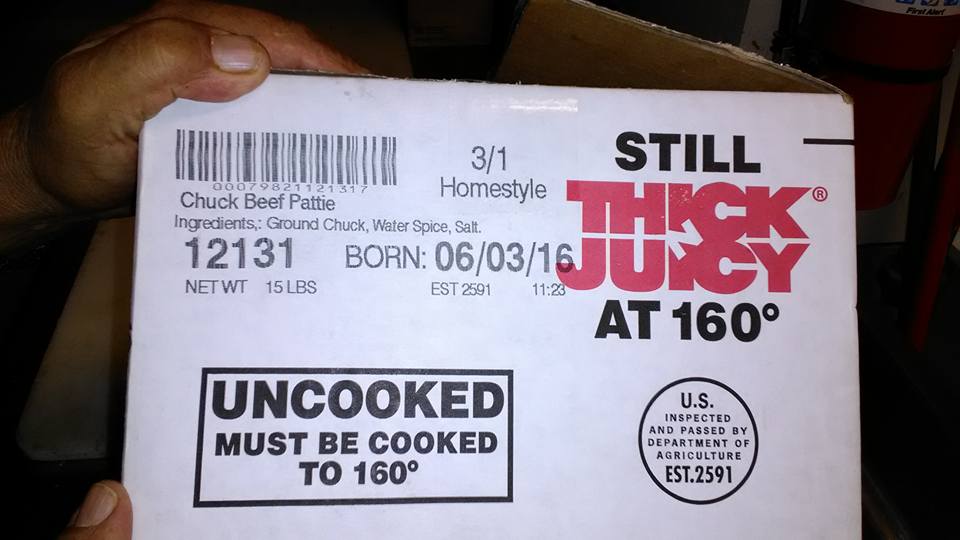 First Alert
00079821121317
Chuck Beef Pattie
Ingredients,: Ground Chuck, Water Spice, Salt.
12131
BORN: 06/03/16
NET WT 15 LBS
EST 2591 11:23
3/1
Homestyle
STILL
THICK
JUICY
®
AT 160°
UNCOOKED
MUST BE COOKED
TO 160°
U.S.
INSPECTED
AND PASSED BY
DEPARTMENT OF
AGRICULTURE
EST.2591